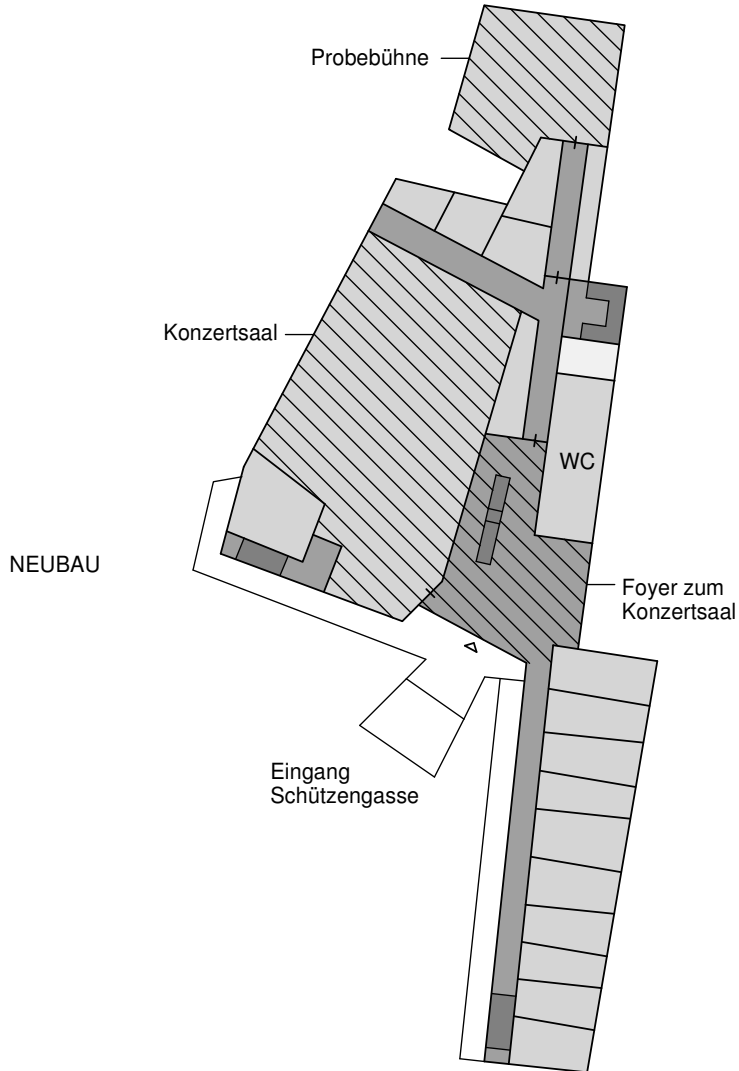 Probebühne
Konzertsaal
WC
NEUBAU
Foyer zum
Konzertsaal
Eingang
Schützengasse